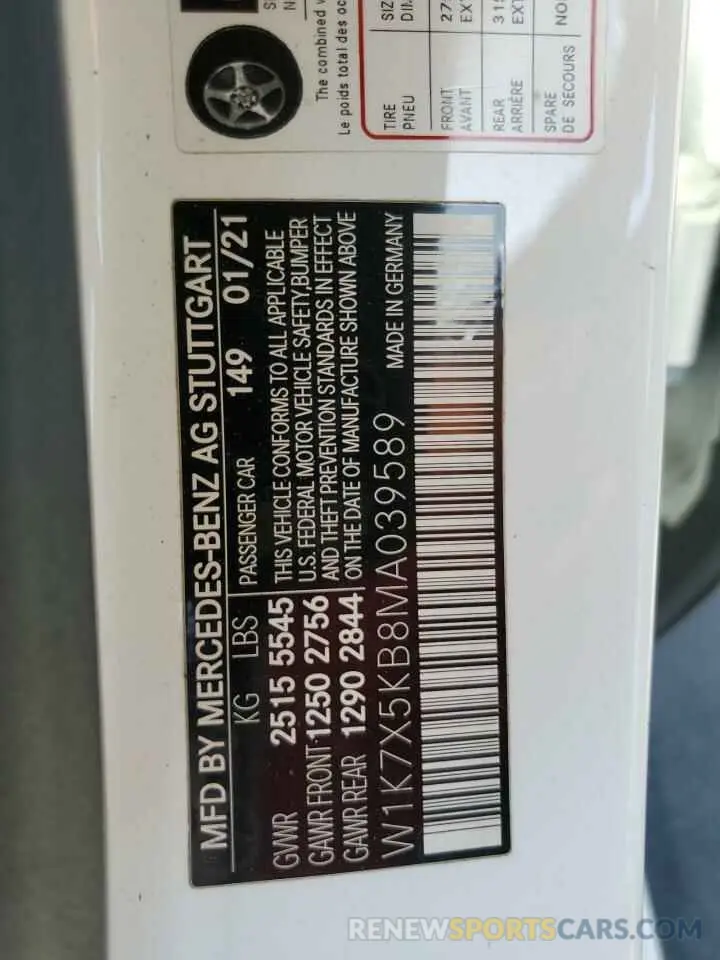 The combined
Le poids total des oc
TIRE
PNEU
FRONT
AVANT
REAR
ARRIÈRE
SPARE
DE SECOURS
MFD BY MERCEDES-BENZ AG STUTTGART
KG LBS PASSENGER CAR 149 01/21
GVWR 2515 5545 THIS VEHICLE CONFORMS TO ALL APPLICABLE
GAWR FRONT 1250 2756 U.S. FEDERAL MOTOR VEHICLE SAFETY,BUMPER
AND THEFT PREVENTION STANDARDS IN EFFECT
GAWR REAR 1290 2844 ON THE DATE OF MANUFACTURE SHOWN ABOVE
W1K7X5KB8MA039589 MADE IN GERMANY
RENEWSPORTSCARS.COM